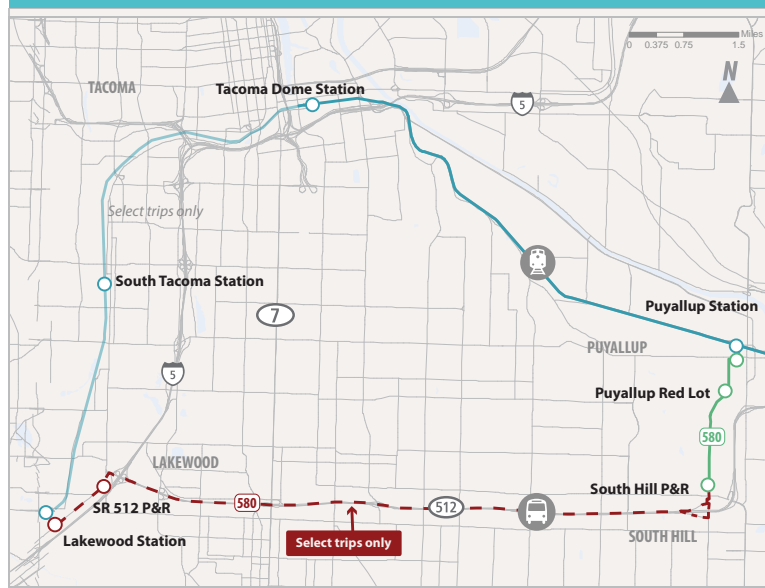 Miles
0 0.375 0.75 1.5
N
TACOMA
Tacoma Dome Station
5
Select trips only
South Tacoma Station
7
Puyallup Station
PUYALLUP
5
Puyallup Red Lot
580
LAKEWOOD
South Hill P&R
580
512
SR 512 P&R
Lakewood Station
Select trips only
SOUTH HILL